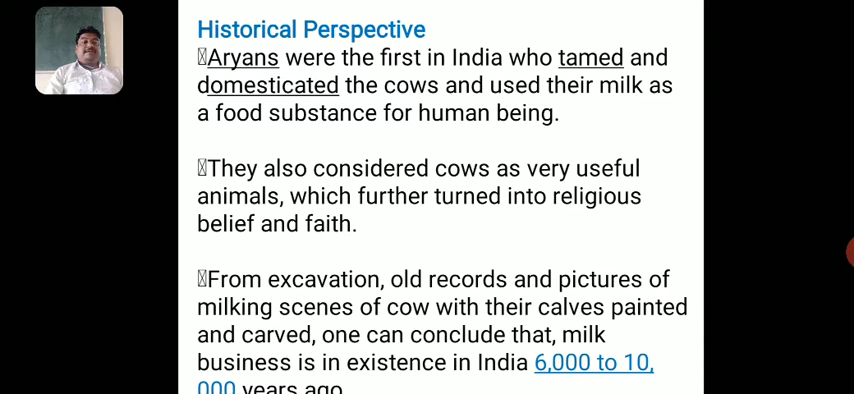 Historical Perspective
Aryans were the first in India who tamed and
domesticated the cows and used their milk as
a food substance for human being.
They also considered cows as very useful
animals, which further turned into religious
belief and faith.
From excavation, old records and pictures of
milking scenes of cow with their calves painted
and carved, one can conclude that, milk
business is in existence in India 6,000 to 10,
000 years ago